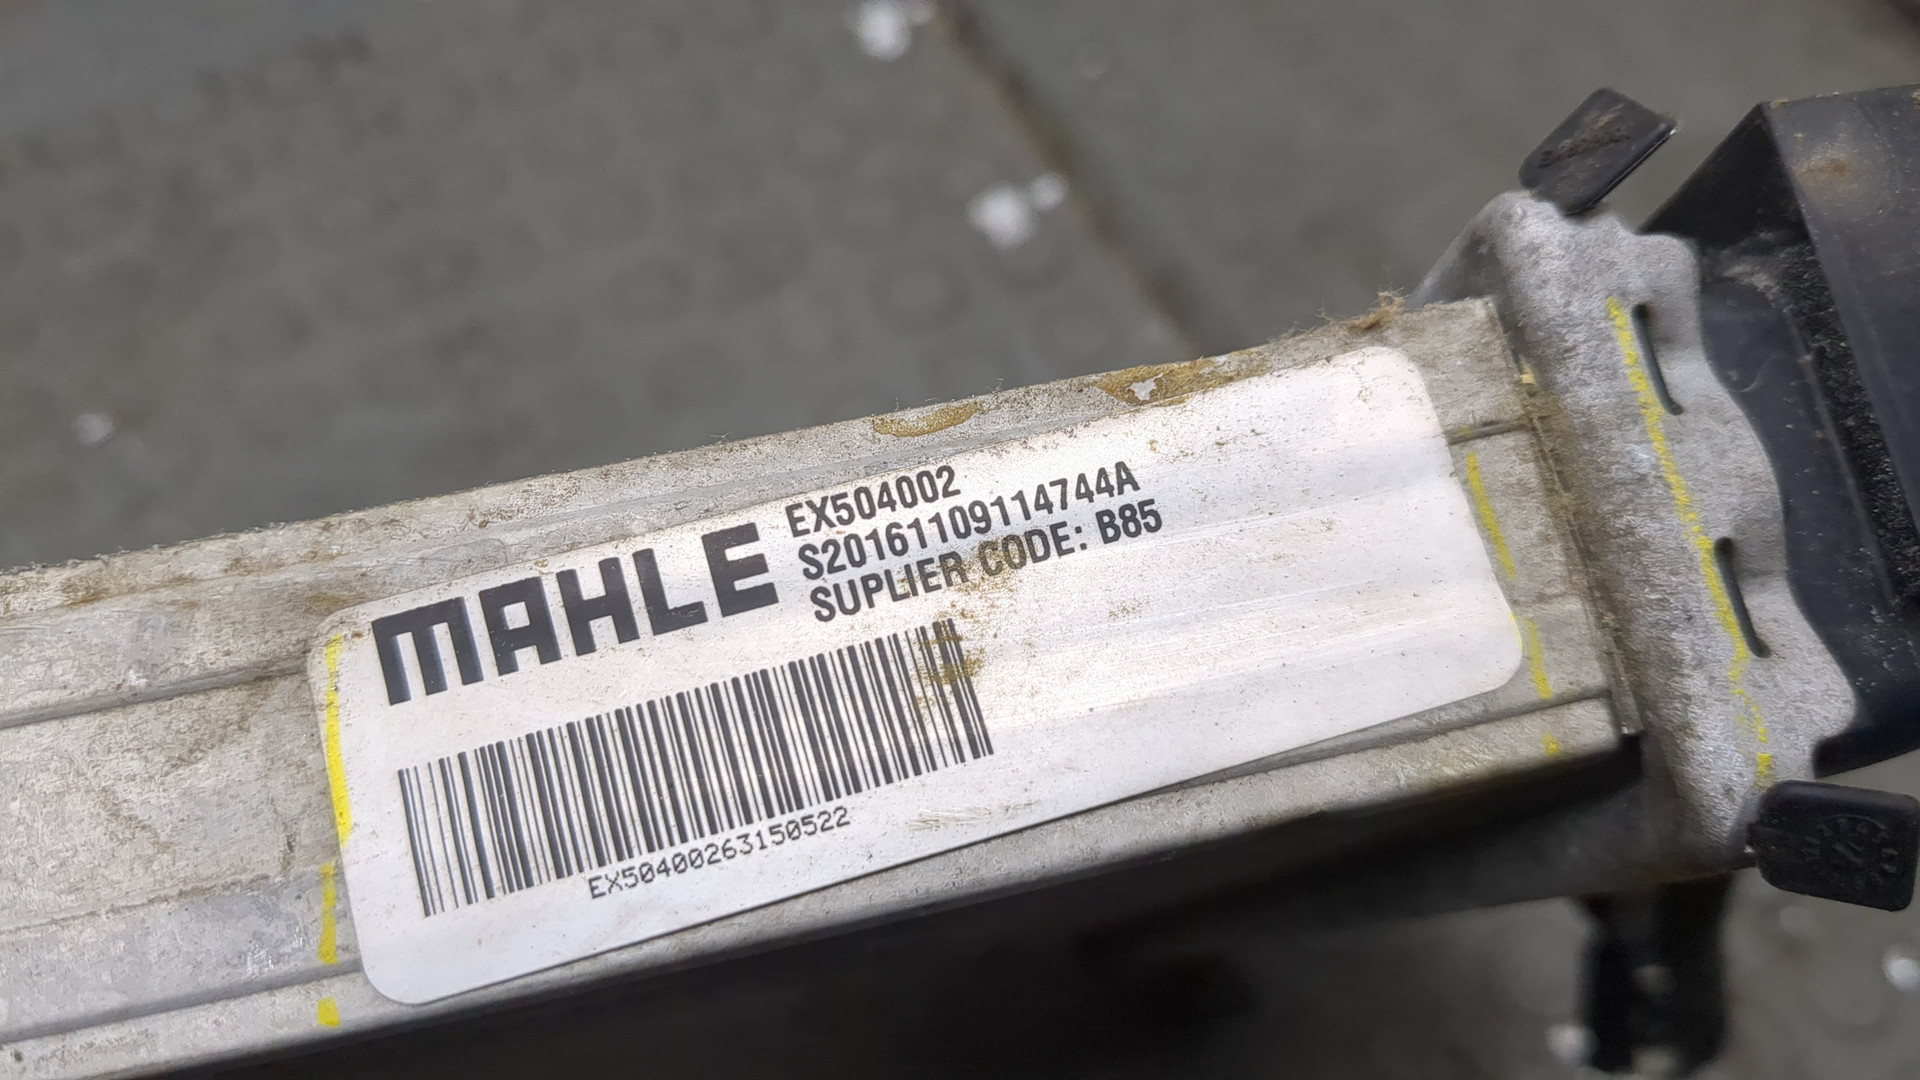 MAHLE
EX504002
S20161109114744A
SUPLIER CODE: B85
EX50400263150522